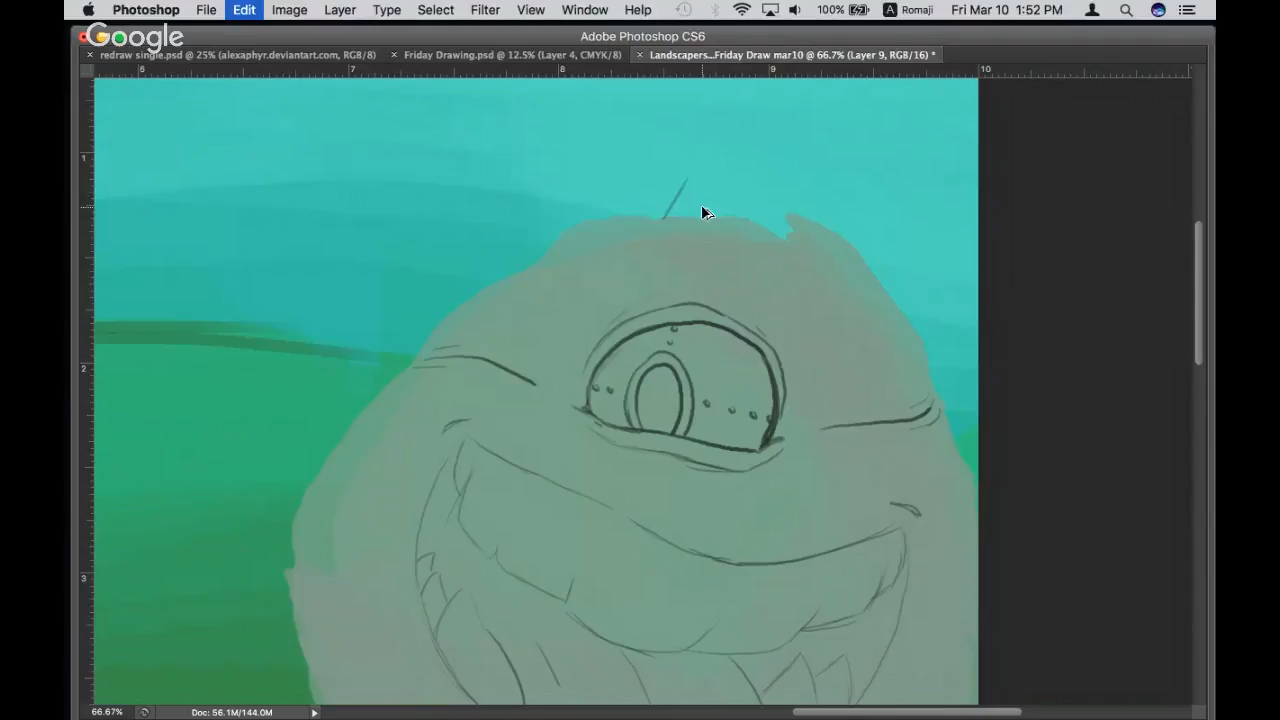 Photoshop File Edit Image Layer Type Select Filter View Window Help 100% A Romaji Fri Mar 10 1:52 PM
Google
Adobe Photoshop CS6
× redraw single.psd @ 25% (alexaphyr.deviantart.com, RGB/8) × Friday Drawing.psd @ 12.5% (Layer 4, CMYK/8) × Landscapers...Friday Draw mar10 @ 66.7% (Layer 9, RGB/16) *
6 7 8 9 10
1
2
3
66.67% Doc: 56.1M/144.0M